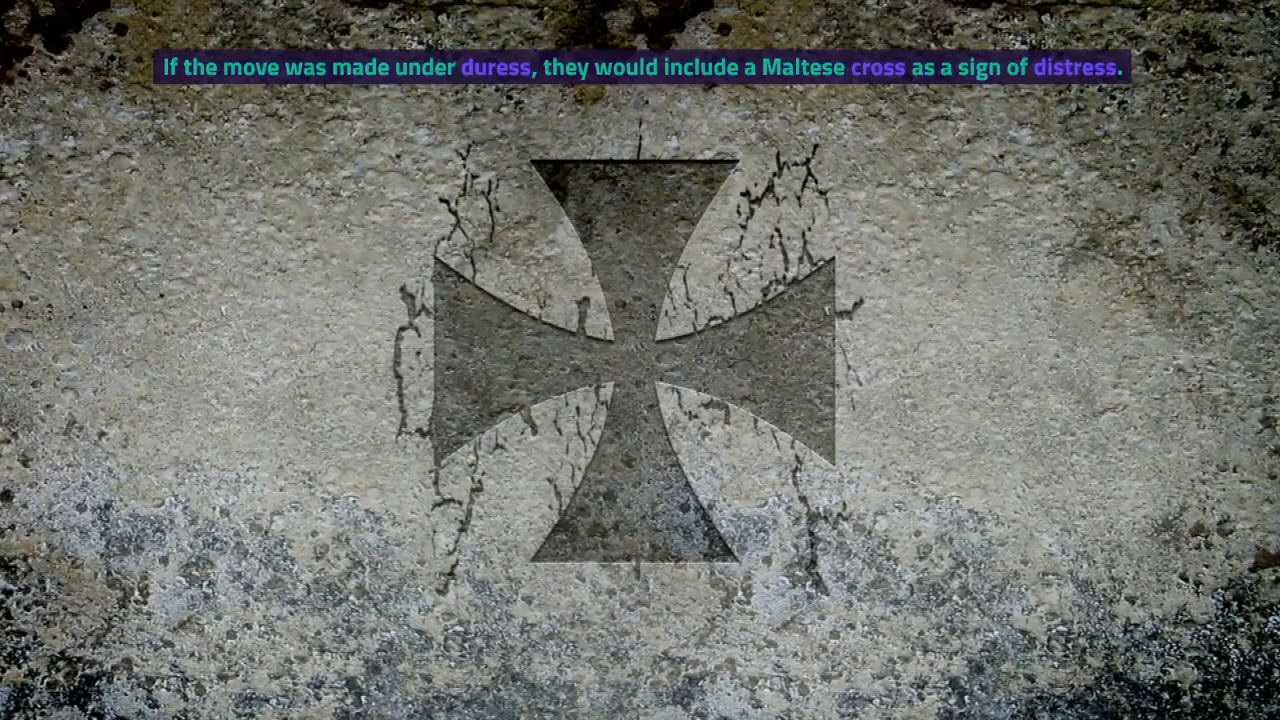 If the move was made under duress, they would include a Maltese cross as a sign of distress.